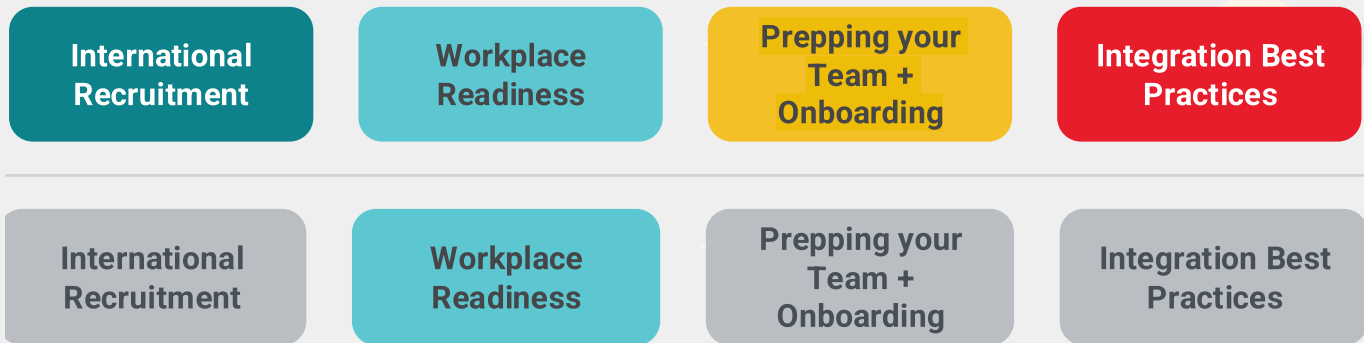 International
Recruitment
Workplace
Readiness
Prepping your
Team +
Onboarding
Integration Best
Practices
International
Recruitment
Workplace
Readiness
Prepping your
Team +
Onboarding
Integration Best
Practices